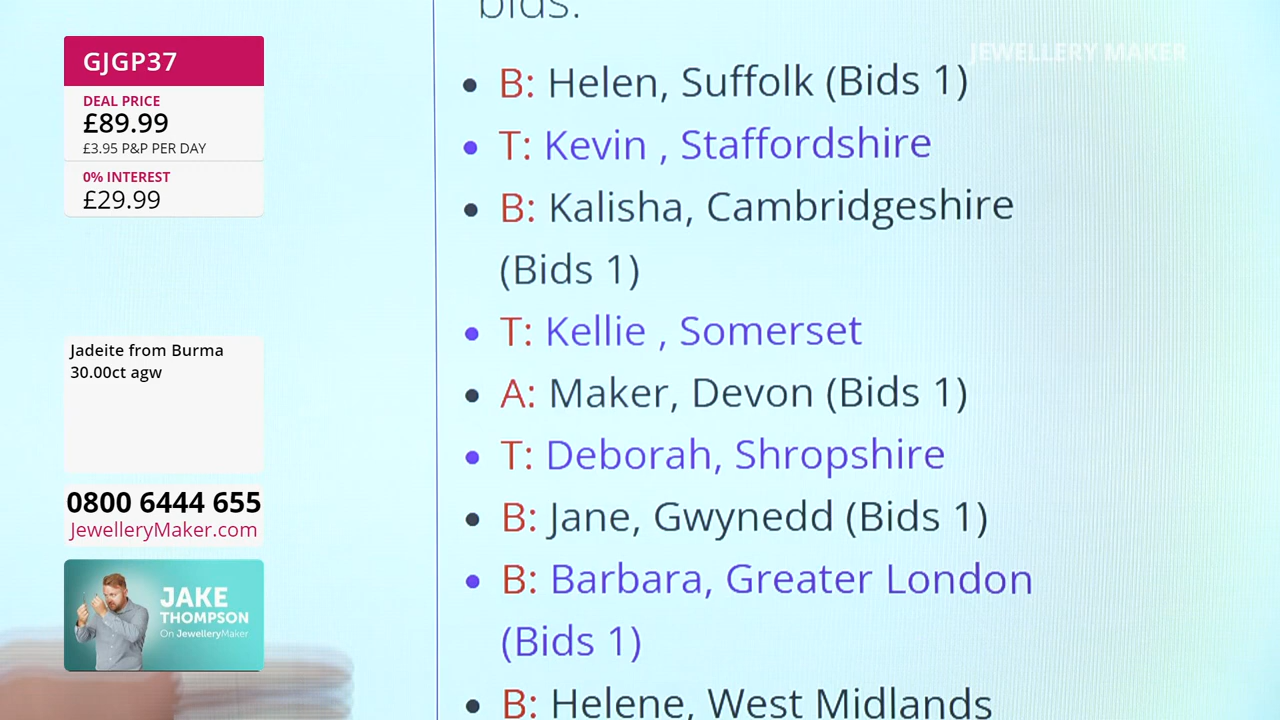 GJGP37
DEAL PRICE
£89.99
£3.95 P&P PER DAY
0% INTEREST
£29.99
Jadeite from Burma
30.00ct agw
0800 6444 655
JewelleryMaker.com
JAKE
THOMPSON
On JewelleryMaker
JEWELLERY MAKER
bids.
B: Helen, Suffolk (Bids 1)
T: Kevin , Staffordshire
B: Kalisha, Cambridgeshire
(Bids 1)
T: Kellie , Somerset
A: Maker, Devon (Bids 1)
T: Deborah, Shropshire
B: Jane, Gwynedd (Bids 1)
B: Barbara, Greater London
(Bids 1)
B: Helene, West Midlands